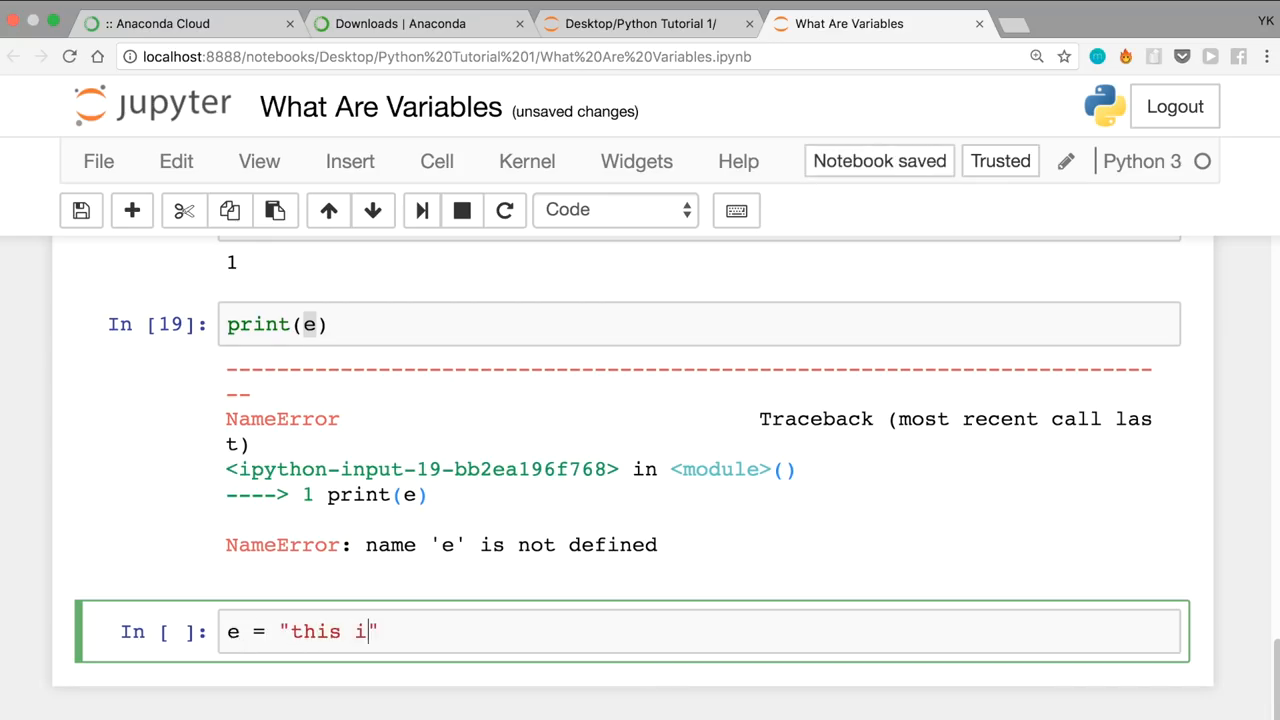 :: Anaconda Cloud
Downloads | Anaconda
Desktop/Python Tutorial 1/
What Are Variables
YK
localhost:8888/notebooks/Desktop/Python%20Tutorial%201/What%20Are%20Variables.ipynb
jupyter What Are Variables (unsaved changes)
Logout
File Edit View Insert Cell Kernel Widgets Help Notebook saved Trusted Python 3
Code
1
In [19]: print(e)
---------------------------------------------------------------------------
--
NameError Traceback (most recent call las
t)
<ipython-input-19-bb2ea196f768> in <module>()
----> 1 print(e)
NameError: name 'e' is not defined
In [ ]: e = "this i"